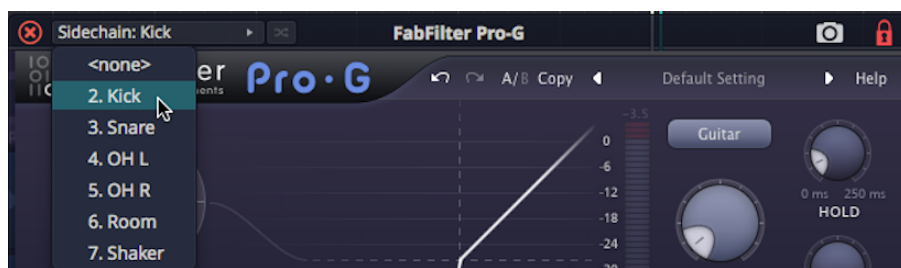 Sidechain: Kick
FabFilter Pro-G
<none>
2. Kick
3. Snare
4. OH L
5. OH R
6. Room
7. Shaker
er
Pro·G
A/B Copy
Default Setting
Help
-3.5
0
-6
-12
-18
-24
Guitar
0 ms 250 ms
HOLD